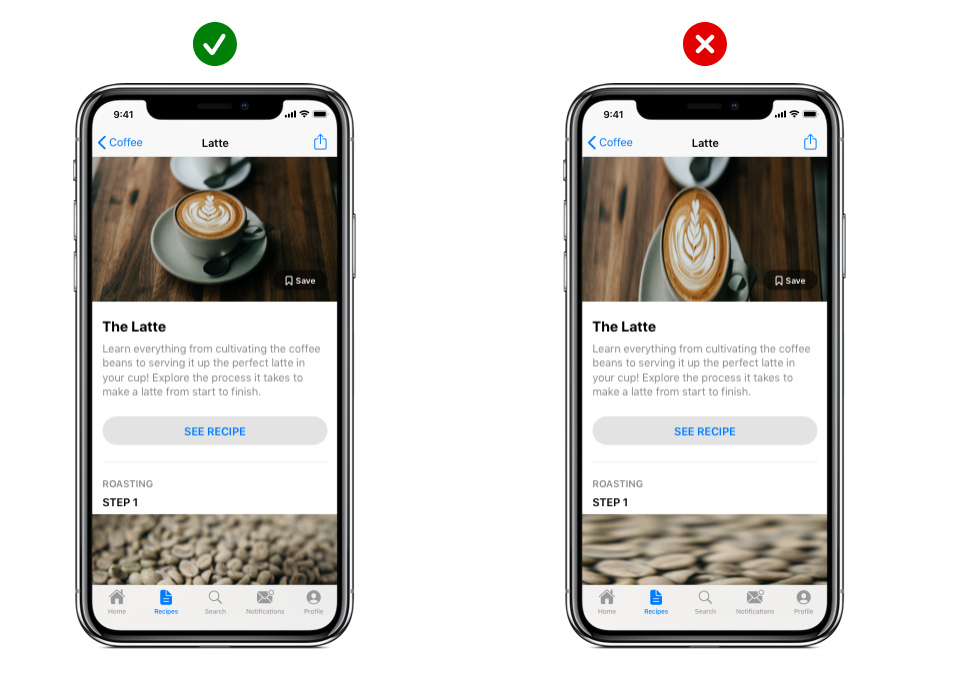 9:41
Coffee
Latte
Save
The Latte
Learn everything from cultivating the coffee
beans to serving it up the perfect latte in
your cup! Explore the process it takes to
make a latte from start to finish.
SEE RECIPE
ROASTING
STEP 1
Home
Recipes
Search
Notifications
Profile
9:41
Coffee
Latte
Save
The Latte
Learn everything from cultivating the coffee
beans to serving it up the perfect latte in
your cup! Explore the process it takes to
make a latte from start to finish.
SEE RECIPE
ROASTING
STEP 1
Home
Recipes
Search
Notifications
Profile